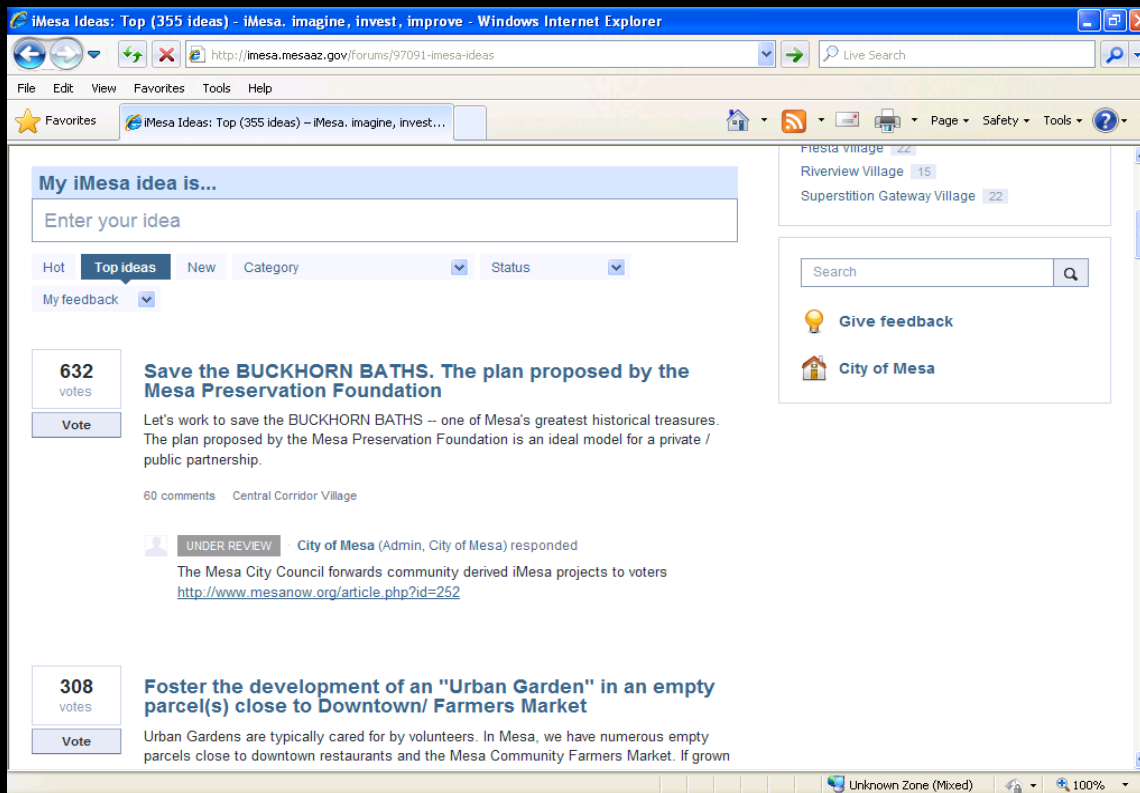 iMesa Ideas: Top (355 ideas) - iMesa. imagine, invest, improve - Windows Internet Explorer
http://imesa.mesaaz.gov/forums/97091-imesa-ideas
Live Search
File Edit View Favorites Tools Help
Favorites
iMesa Ideas: Top (355 ideas) – iMesa. imagine, invest...
Page Safety Tools
My iMesa idea is...
Enter your idea
Hot Top ideas New Category Status
My feedback
632
votes
Vote
Save the BUCKHORN BATHS. The plan proposed by the
Mesa Preservation Foundation
Let's work to save the BUCKHORN BATHS -- one of Mesa's greatest historical treasures.
The plan proposed by the Mesa Preservation Foundation is an ideal model for a private /
public partnership.
60 comments · Central Corridor Village
UNDER REVIEW · City of Mesa (Admin, City of Mesa) responded
The Mesa City Council forwards community derived iMesa projects to voters
http://www.mesanow.org/article.php?id=252
308
votes
Vote
Foster the development of an "Urban Garden" in an empty
parcel(s) close to Downtown/ Farmers Market
Urban Gardens are typically cared for by volunteers. In Mesa, we have numerous empty
parcels close to downtown restaurants and the Mesa Community Farmers Market. If grown
Fiesta Village 22
Riverview Village 15
Superstition Gateway Village 22
Search
Give feedback
City of Mesa
Unknown Zone (Mixed)
100%